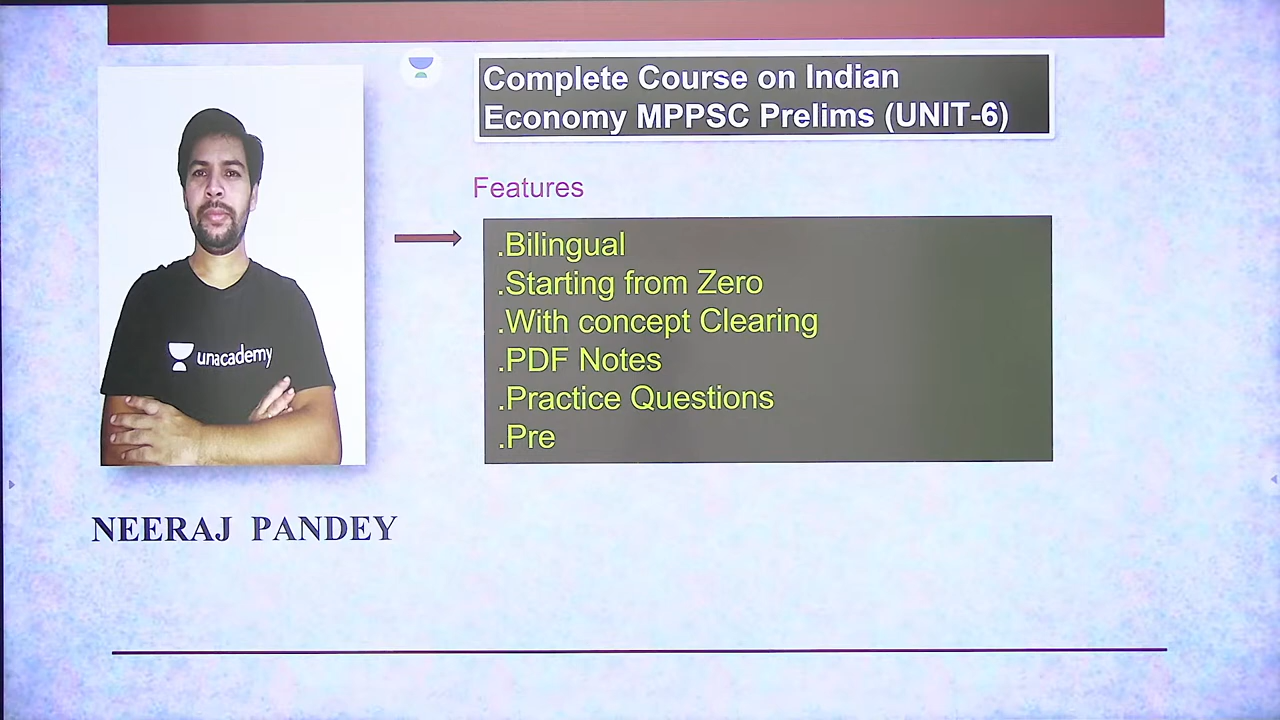 Complete Course on Indian
Economy MPPSC Prelims (UNIT-6)
Features
.Bilingual
.Starting from Zero
.With concept Clearing
.PDF Notes
.Practice Questions
.Pre
unacademy
NEERAJ PANDEY